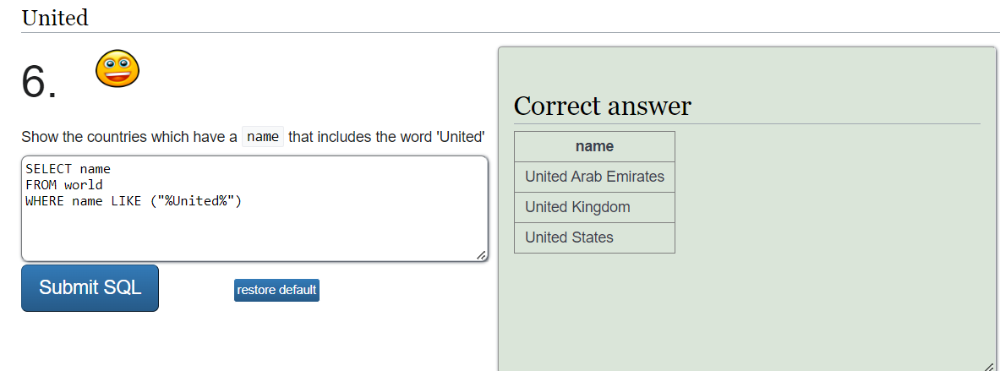 United
6.
Show the countries which have a name that includes the word 'United'
SELECT name
FROM world
WHERE name LIKE ("%United%")
Submit SQL
restore default
Correct answer
name
United Arab Emirates
United Kingdom
United States